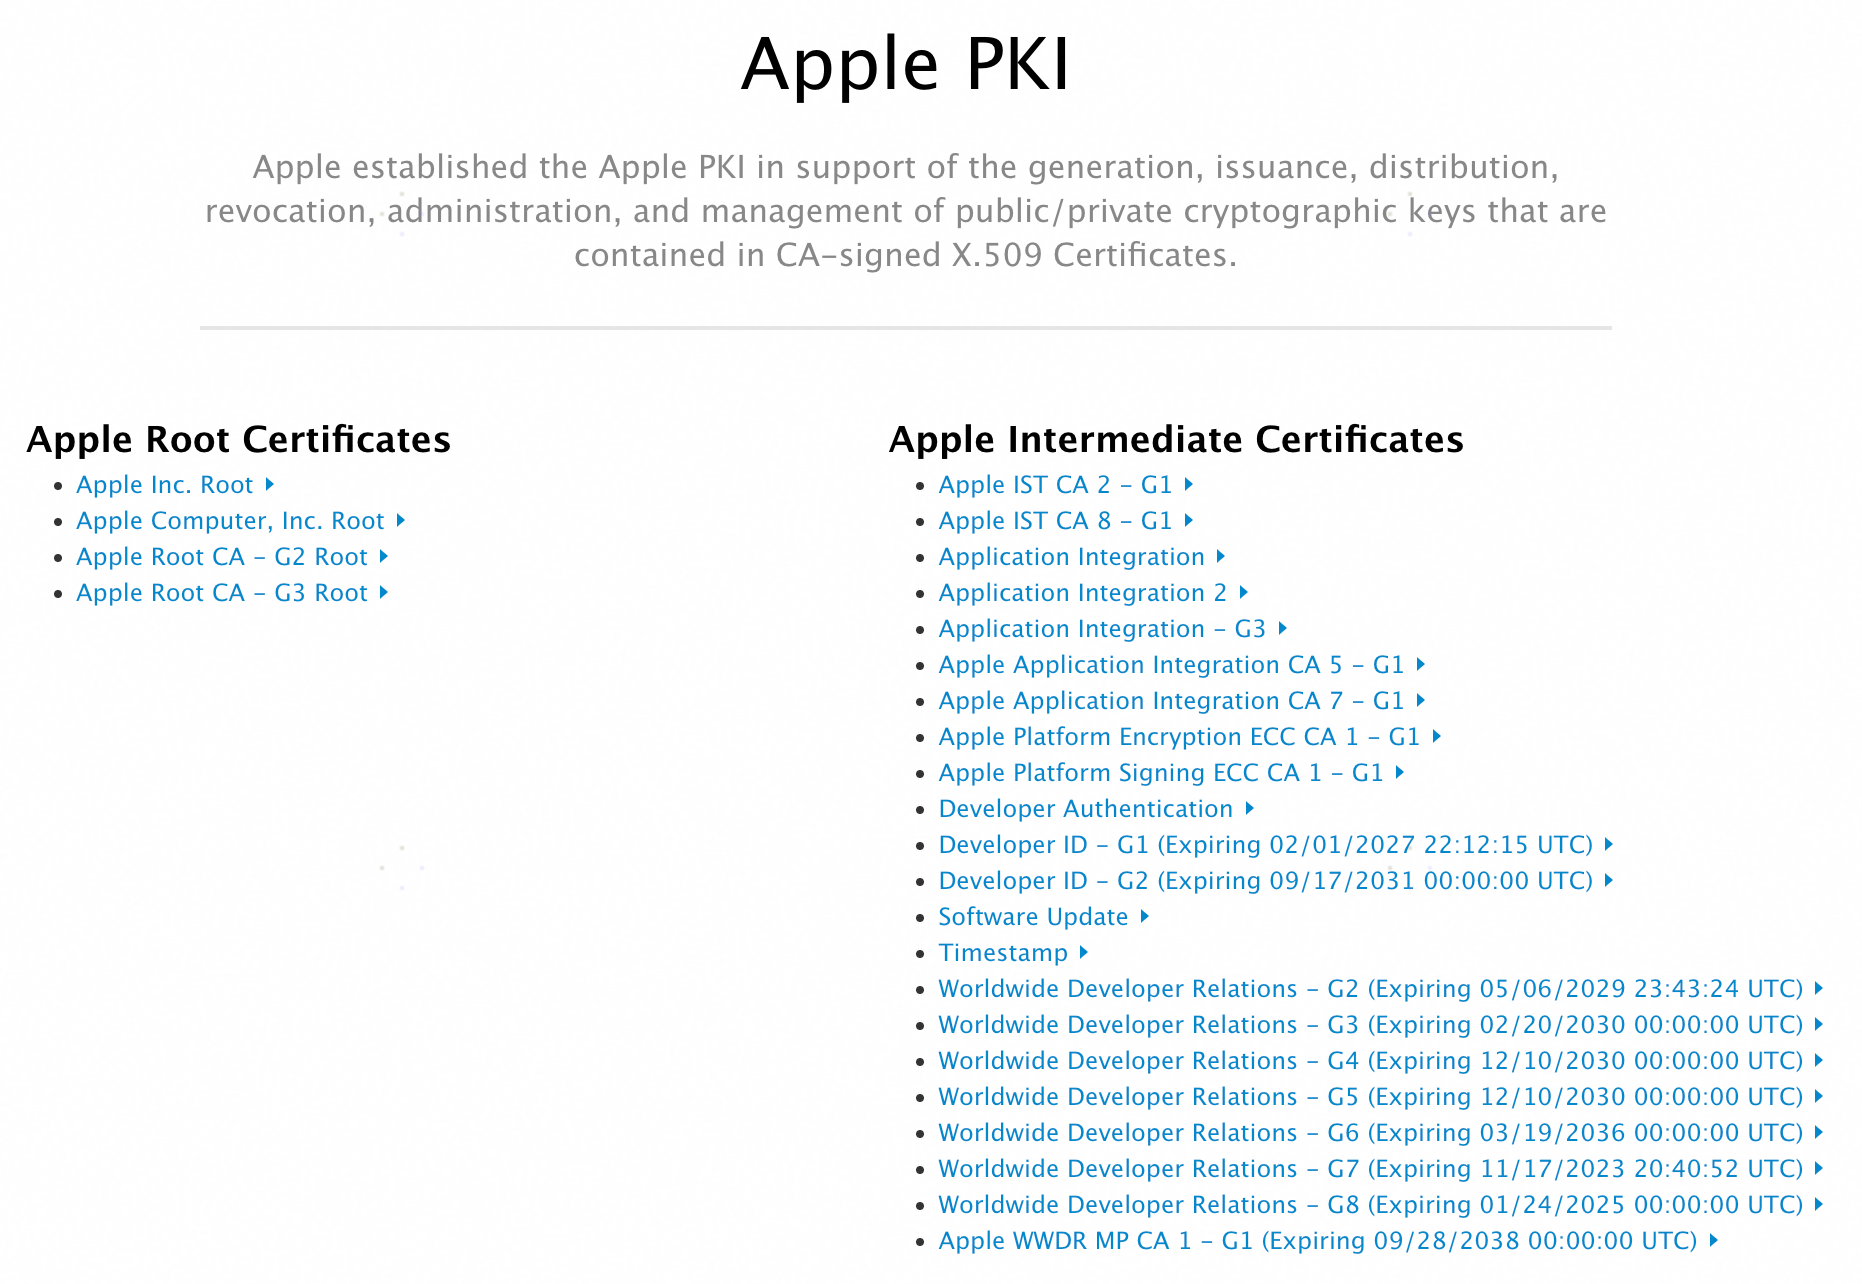 Apple PKI
Apple established the Apple PKI in support of the generation, issuance, distribution,
revocation, administration, and management of public/private cryptographic keys that are
contained in CA-signed X.509 Certificates.
Apple Root Certificates
Apple Inc. Root
Apple Computer, Inc. Root
Apple Root CA - G2 Root
Apple Root CA - G3 Root
Apple Intermediate Certificates
Apple IST CA 2 - G1
Apple IST CA 8 - G1
Application Integration
Application Integration 2
Application Integration - G3
Apple Application Integration CA 5 - G1
Apple Application Integration CA 7 - G1
Apple Platform Encryption ECC CA 1 - G1
Apple Platform Signing ECC CA 1 - G1
Developer Authentication
Developer ID - G1 (Expiring 02/01/2027 22:12:15 UTC)
Developer ID - G2 (Expiring 09/17/2031 00:00:00 UTC)
Software Update
Timestamp
Worldwide Developer Relations - G2 (Expiring 05/06/2029 23:43:24 UTC)
Worldwide Developer Relations - G3 (Expiring 02/20/2030 00:00:00 UTC)
Worldwide Developer Relations - G4 (Expiring 12/10/2030 00:00:00 UTC)
Worldwide Developer Relations - G5 (Expiring 12/10/2030 00:00:00 UTC)
Worldwide Developer Relations - G6 (Expiring 03/19/2036 00:00:00 UTC)
Worldwide Developer Relations - G7 (Expiring 11/17/2023 20:40:52 UTC)
Worldwide Developer Relations - G8 (Expiring 01/24/2025 00:00:00 UTC)
Apple WWDR MP CA 1 - G1 (Expiring 09/28/2038 00:00:00 UTC)